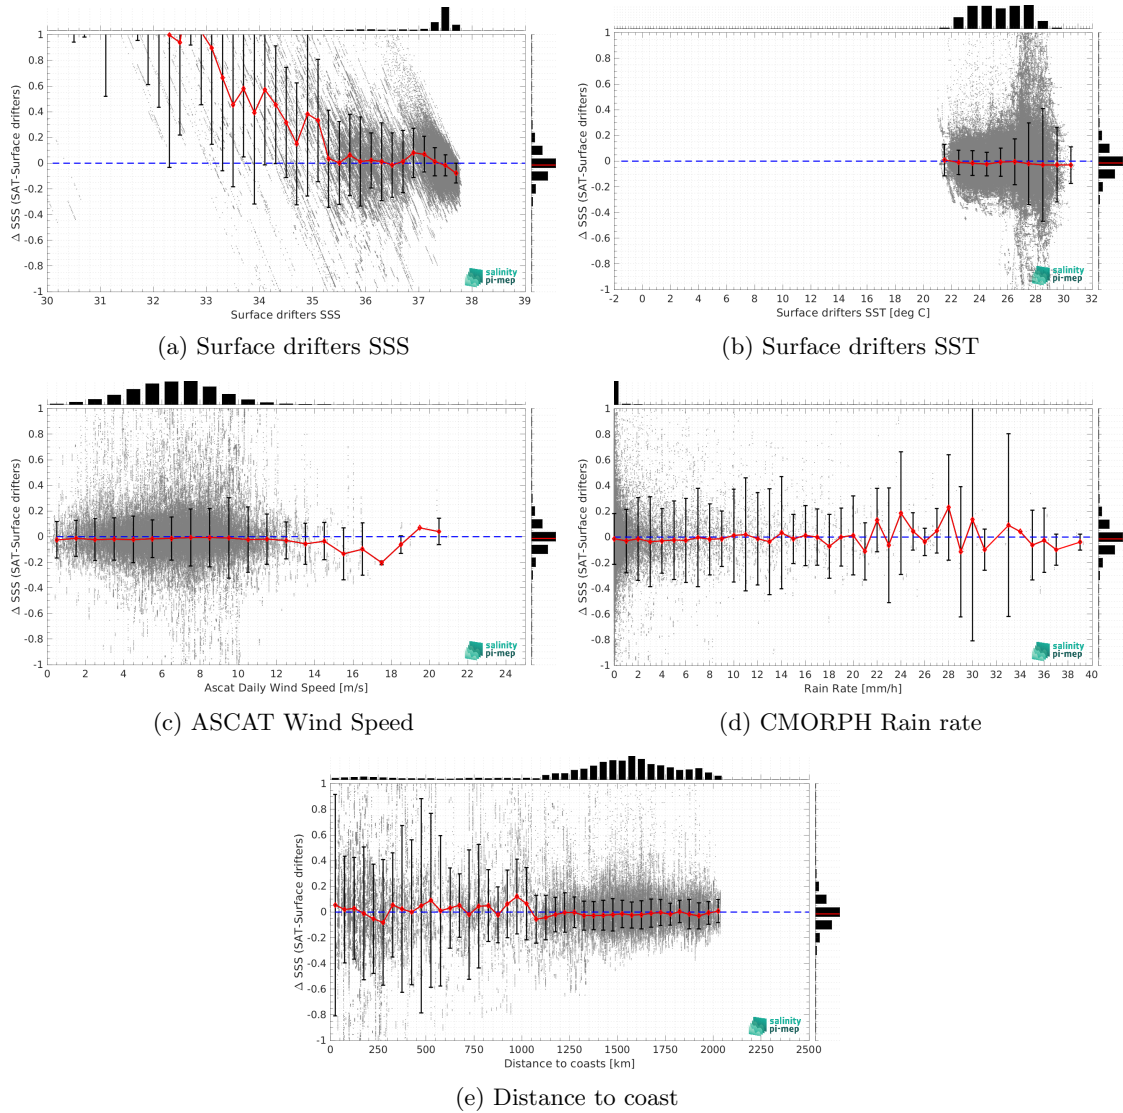 1
0.8
0.6
0.4
0.2
0
-0.2
-0.4
-0.6
-0.8
-1
Δ SSS (SAT-Surface drifters)
30 31 32 33 34 35 36 37 38 39
Surface drifters SSS
salinity
pi-mep
(a) Surface drifters SSS
1
0.8
0.6
0.4
0.2
0
-0.2
-0.4
-0.6
-0.8
-1
Δ SSS (SAT-Surface drifters)
-2 0 2 4 6 8 10 12 14 16 18 20 22 24 26 28 30 32
Surface drifters SST [deg C]
salinity
pi-mep
(b) Surface drifters SST
1
0.8
0.6
0.4
0.2
0
-0.2
-0.4
-0.6
-0.8
-1
Δ SSS (SAT-Surface drifters)
0 2 4 6 8 10 12 14 16 18 20 22 24
Ascat Daily Wind Speed [m/s]
salinity
pi-mep
(c) ASCAT Wind Speed
1
0.8
0.6
0.4
0.2
0
-0.2
-0.4
-0.6
-0.8
-1
Δ SSS (SAT-Surface drifters)
0 2 4 6 8 10 12 14 16 18 20 22 24 26 28 30 32 34 36 38 40
Rain Rate [mm/h]
salinity
pi-mep
(d) CMORPH Rain rate
1
0.8
0.6
0.4
0.2
0
-0.2
-0.4
-0.6
-0.8
-1
Δ SSS (SAT-Surface drifters)
0 250 500 750 1000 1250 1500 1750 2000 2250 2500
Distance to coasts [km]
salinity
pi-mep
(e) Distance to coast